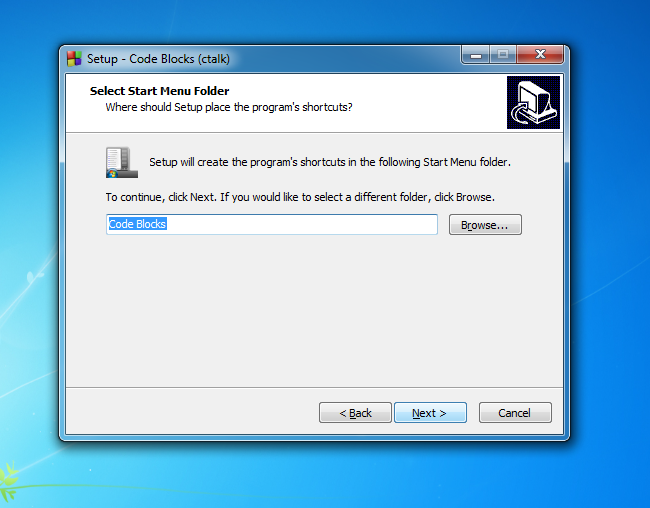 Setup - Code Blocks (ctalk)
Select Start Menu Folder
Where should Setup place the program's shortcuts?
Setup will create the program's shortcuts in the following Start Menu folder.
To continue, click Next. If you would like to select a different folder, click Browse.
Code Blocks
Browse...
< Back
Next >
Cancel